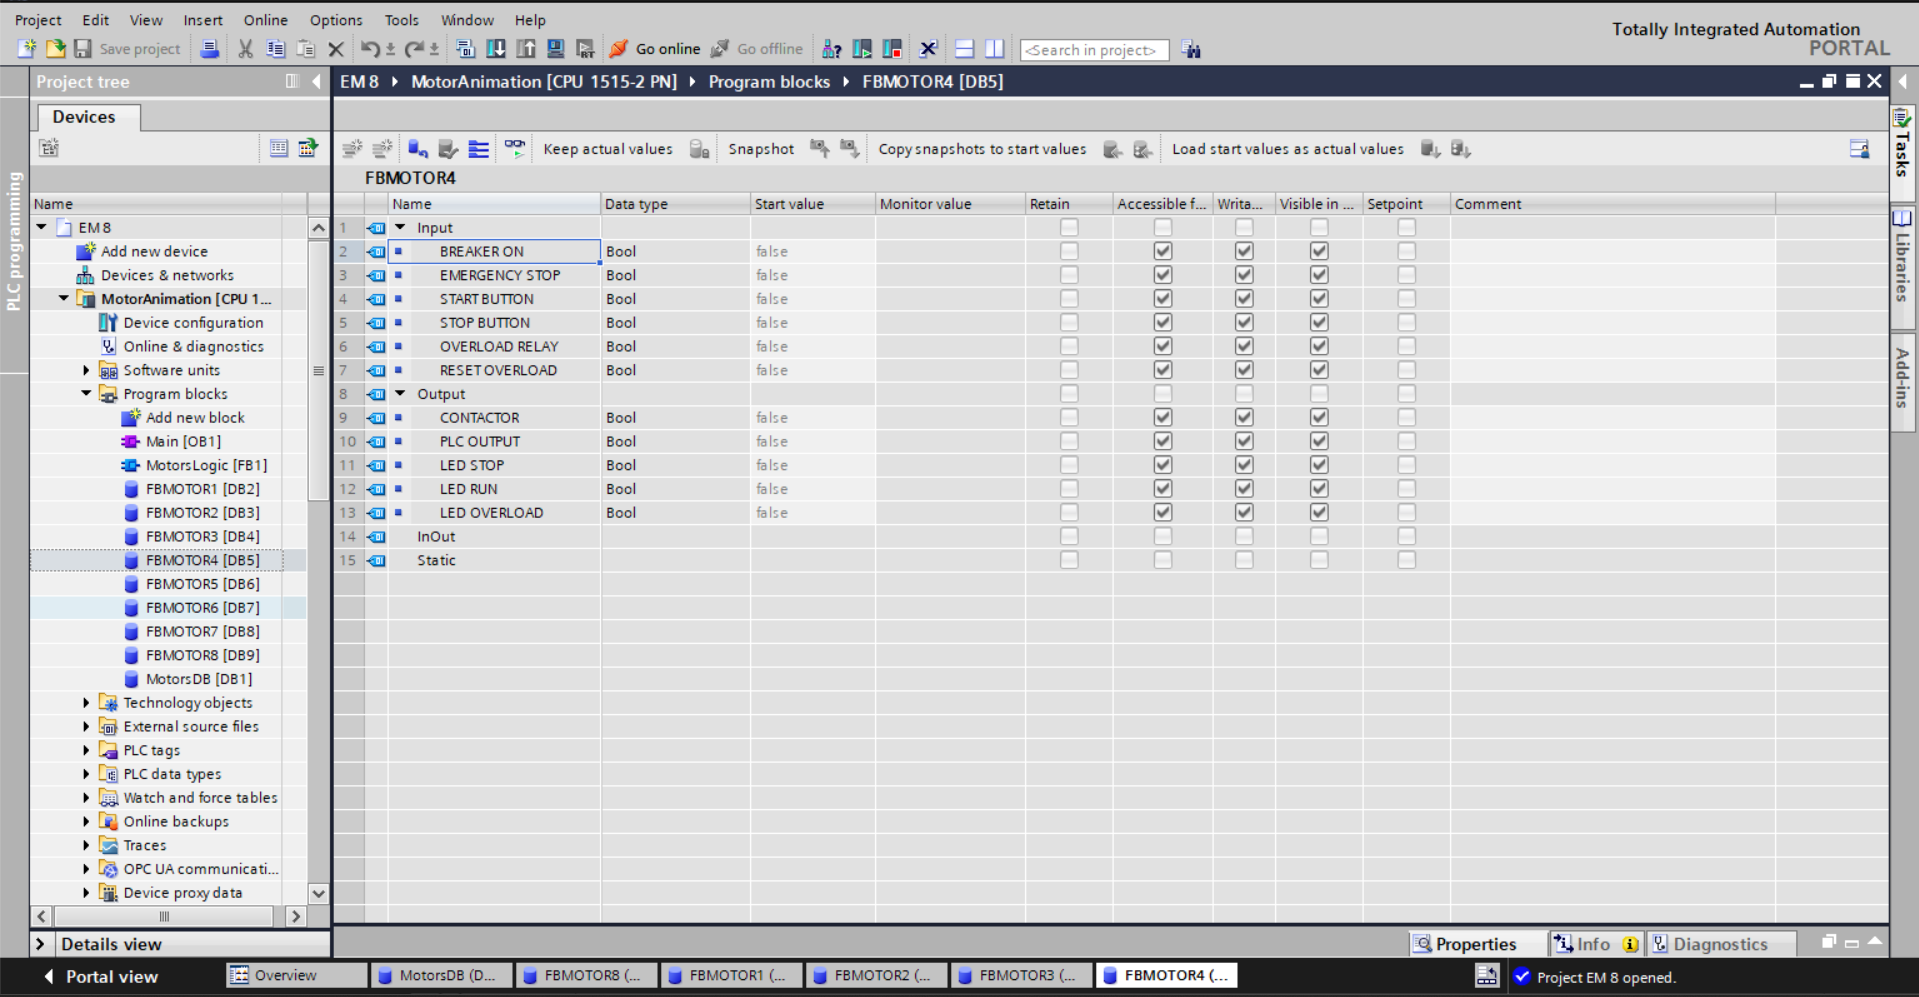 Project Edit View Insert Online Options Tools Window Help
Totally Integrated Automation
PORTAL
Save project Go online Go offline <Search in project>
Project tree
EM 8 MotorAnimation [CPU 1515-2 PN] Program blocks FBMOTOR4 [DB5]
Devices
Keep actual values Snapshot Copy snapshots to start values Load start values as actual values
FBMOTOR4
PLC programming
Name
EM 8
Add new device
Devices & networks
MotorAnimation [CPU 1...
Device configuration
Online & diagnostics
Software units
Program blocks
Add new block
Main [OB1]
MotorsLogic [FB1]
FBMOTOR1 [DB2]
FBMOTOR2 [DB3]
FBMOTOR3 [DB4]
FBMOTOR4 [DB5]
FBMOTOR5 [DB6]
FBMOTOR6 [DB7]
FBMOTOR7 [DB8]
FBMOTOR8 [DB9]
MotorsDB [DB1]
Technology objects
External source files
PLC tags
PLC data types
Watch and force tables
Online backups
Traces
OPC UA communicati...
Device proxy data
Details view
Name Data type Start value Monitor value Retain Accessible f... Writa... Visible in ... Setpoint Comment
1 Input
2 BREAKER ON Bool false
3 EMERGENCY STOP Bool false
4 START BUTTON Bool false
5 STOP BUTTON Bool false
6 OVERLOAD RELAY Bool false
7 RESET OVERLOAD Bool false
8 Output
9 CONTACTOR Bool false
10 PLC OUTPUT Bool false
11 LED STOP Bool false
12 LED RUN Bool false
13 LED OVERLOAD Bool false
14 InOut
15 Static
Tasks
Libraries
Add-ins
Properties Info Diagnostics
Portal view Overview MotorsDB (D... FBMOTOR8 (... FBMOTOR1 (... FBMOTOR2 (... FBMOTOR3 (... FBMOTOR4 (... Project EM 8 opened.